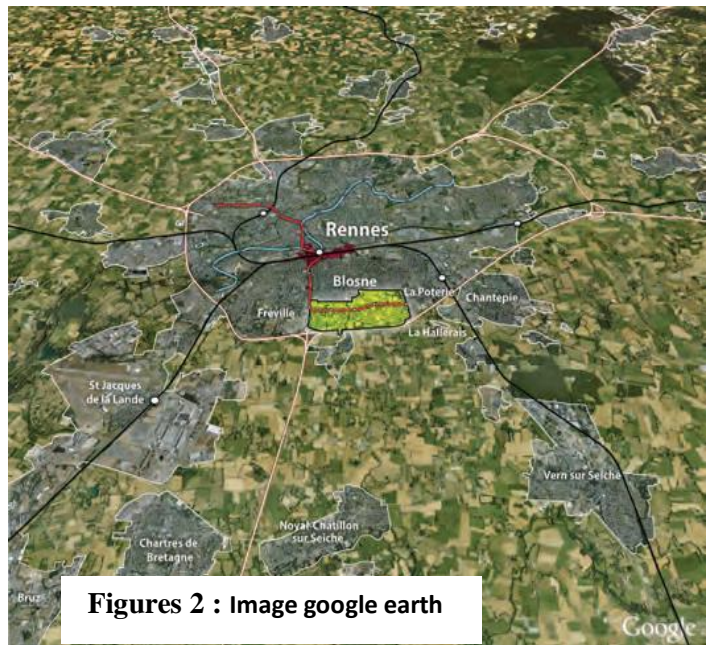 Rennes
Blosne
La Poterie
Chantepie
Fréville
La Hallerais
St Jacques
de la Lande
Vern sur Seiche
Noyal-Chatillon
sur Seiche
Chartres de
Bretagne
Bruz
Figures 2 : Image google earth
Google